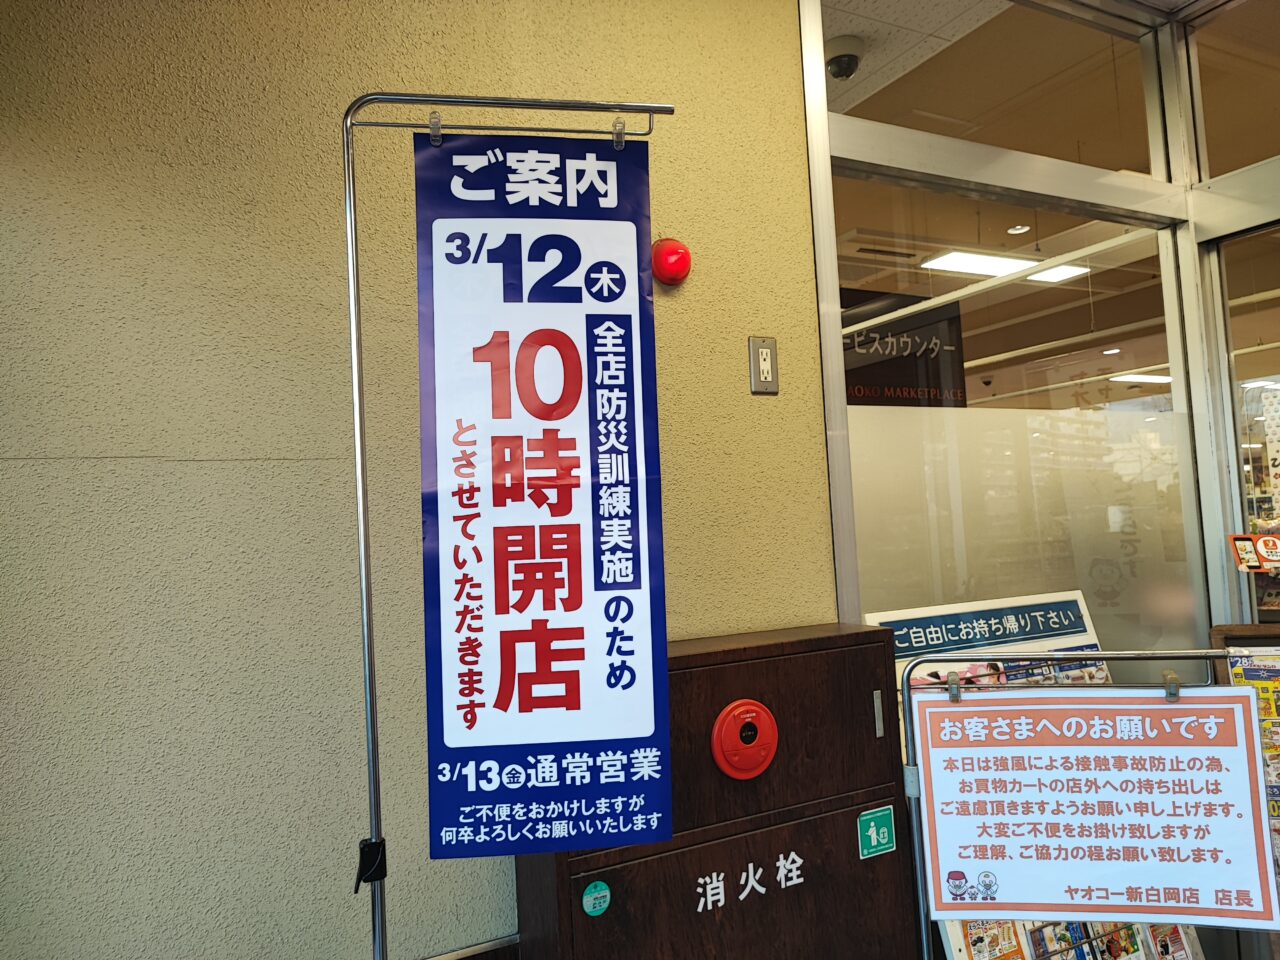 ご案内
3/12木
全店防災訓練実施のため
10時開店
とさせていただきます
3/13金通常営業
ご不便をおかけしますが
何卒よろしくお願いいたします
ービスカウンター
AOKO MARKETPLACE
ご自由にお持ち帰り下さい
消火栓
お客さまへのお願いです
本日は強風による接触事故防止の為、
お買物カートの店外への持ち出しは
ご遠慮頂きますようお願い申し上げます。
大変ご不便をお掛け致しますが
ご理解、ご協力の程お願い致します。
ヤオコー新白岡店 店長